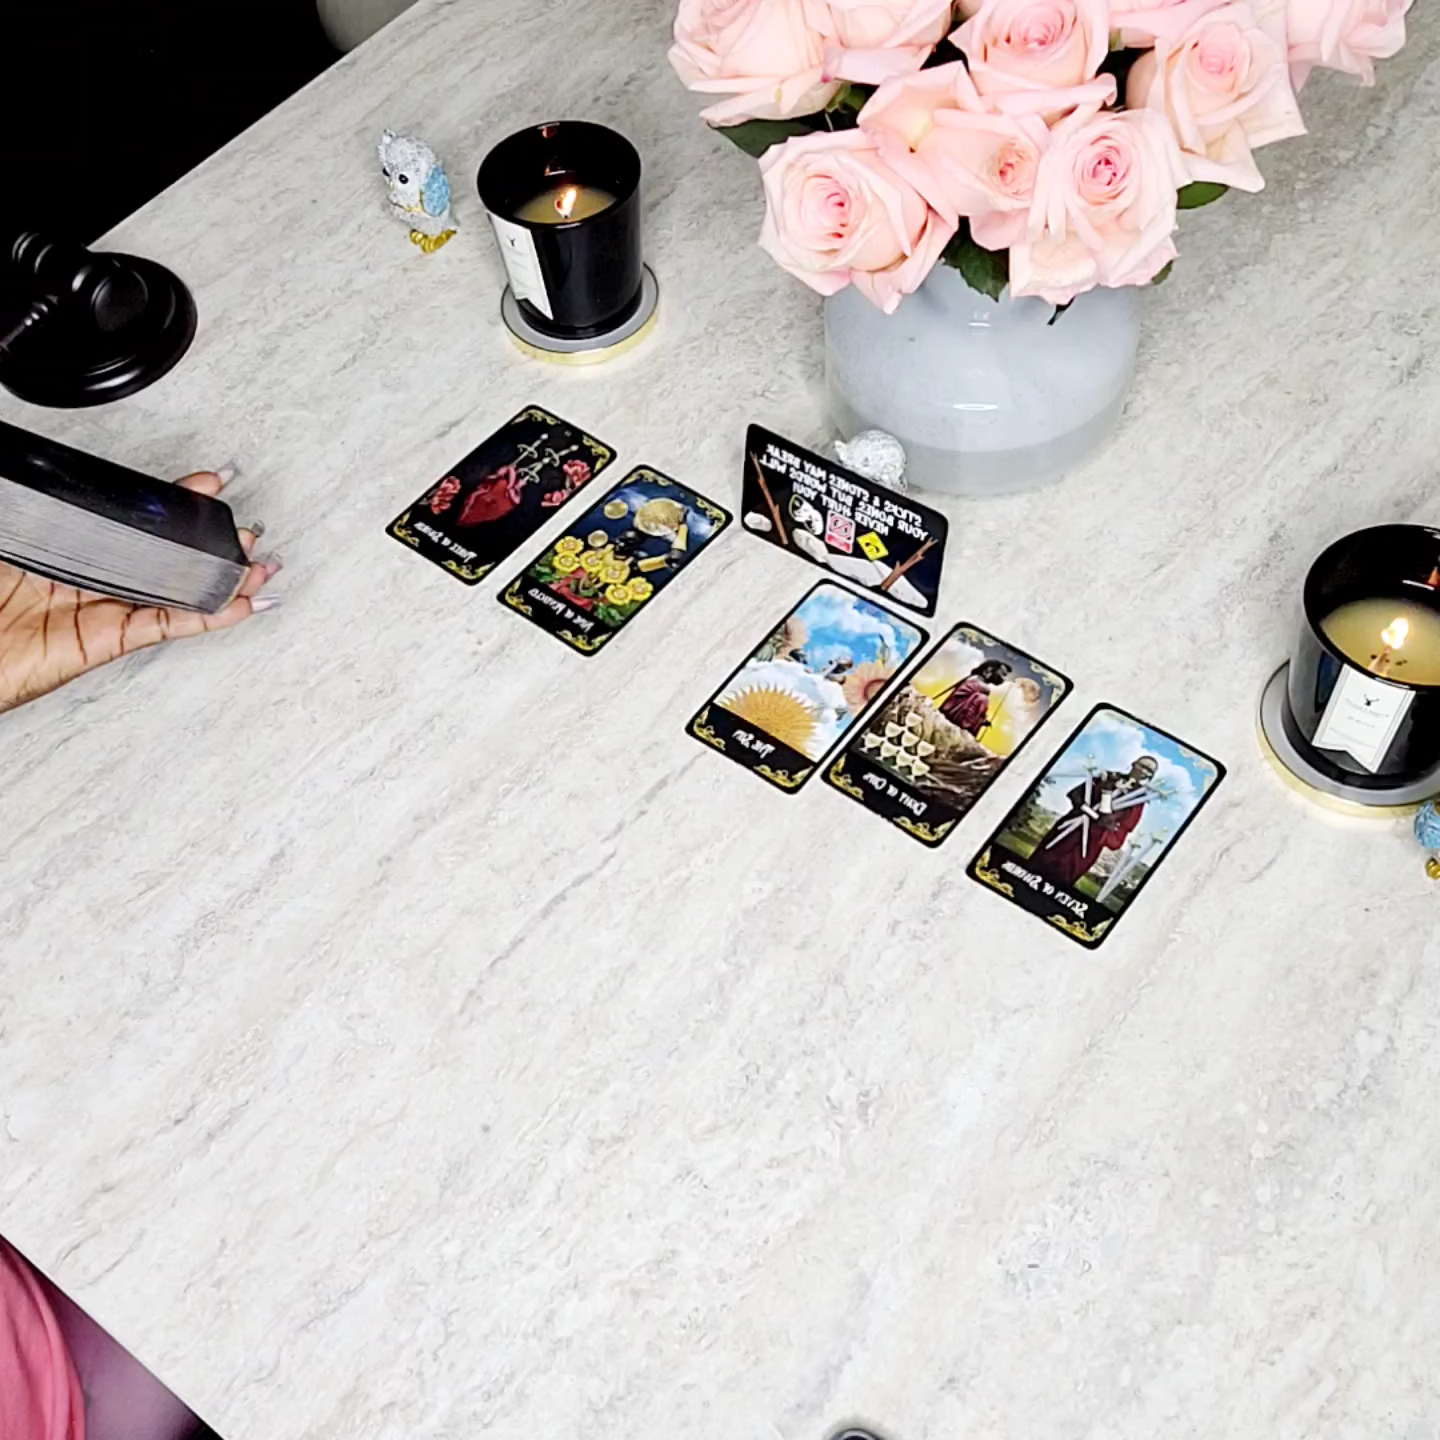 Three of Swords
Nine of Pentacles
STICKS & STONES MAY BREAK
YOUR BONES, BUT WORDS WILL
NEVER HURT YOU!
The Sun
Eight of Cups
Seven of Swords